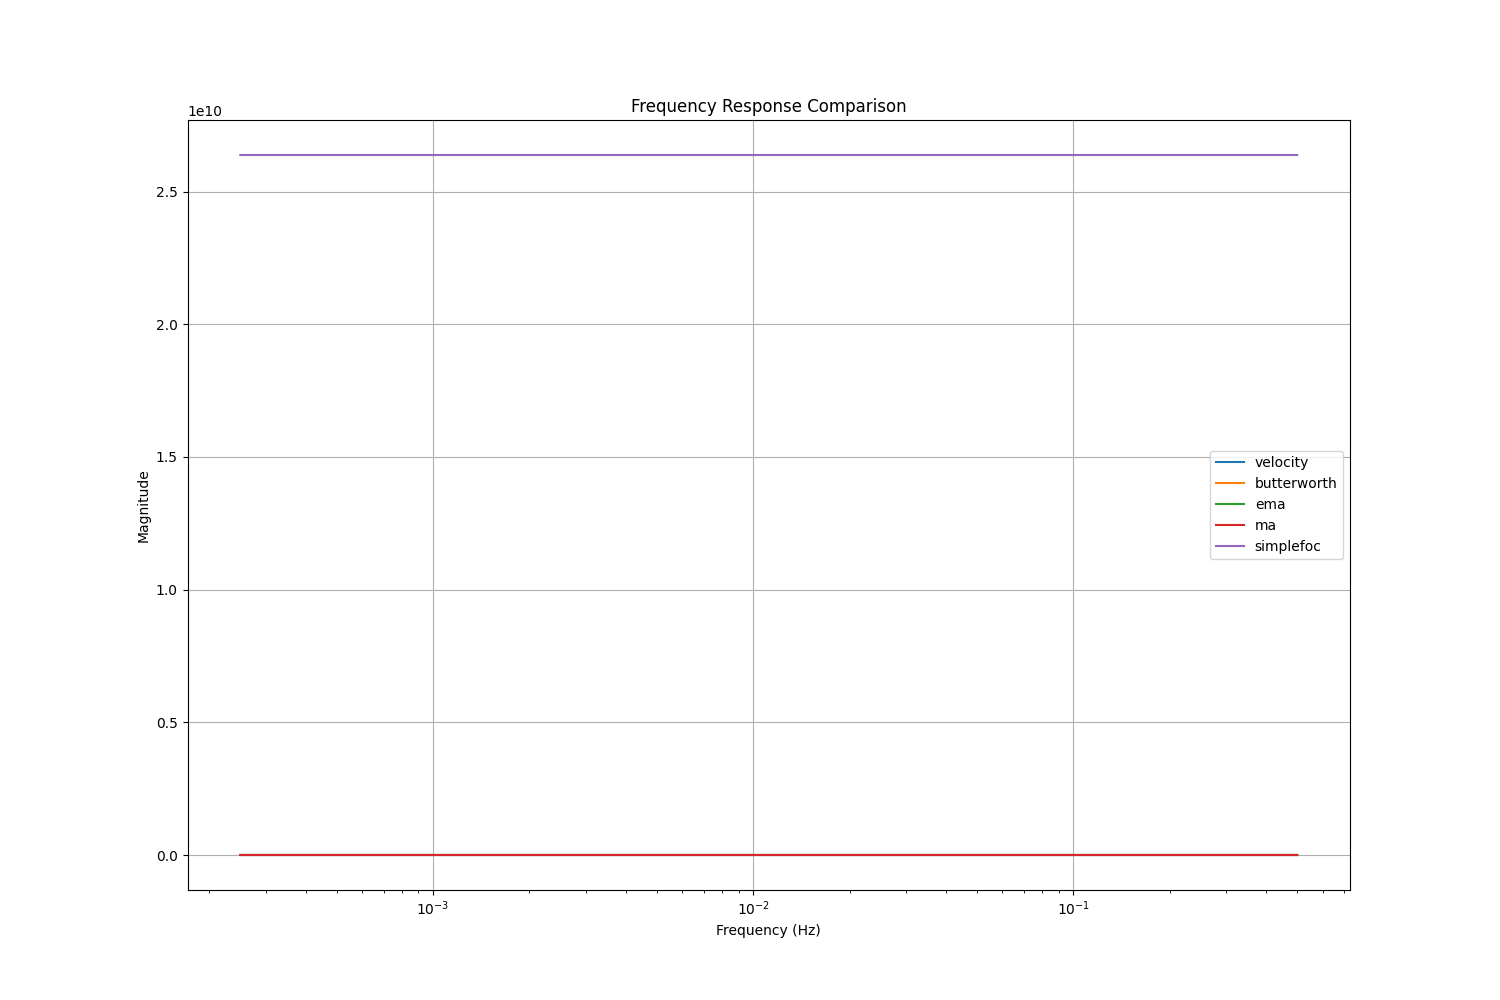 Frequency Response Comparison
1e10
2.5
2.0
1.5
1.0
0.5
0.0
Magnitude
velocity
butterworth
ema
ma
simplefoc
10⁻³
10⁻²
10⁻¹
Frequency (Hz)